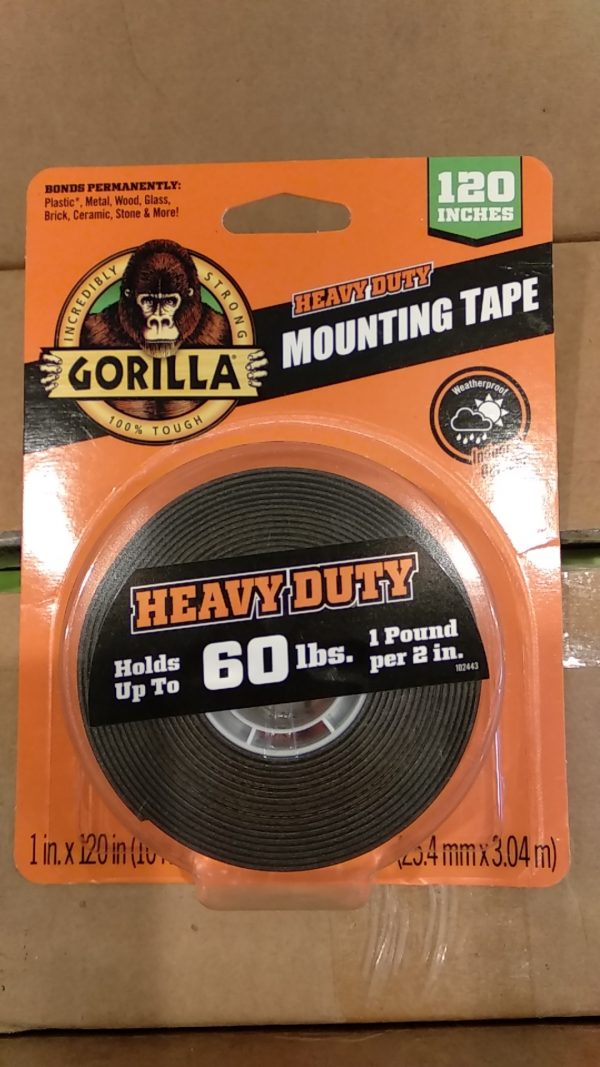 BONDS PERMANENTLY:
Plastic*, Metal, Wood, Glass,
Brick, Ceramic, Stone & More!
120
INCHES
INCREDIBLY STRONG
GORILLA
100% TOUGH
HEAVY DUTY
MOUNTING TAPE
Weatherproof
HEAVY DUTY
Holds
Up To
60 lbs.
1 Pound
per 2 in.
102443
1 in. x 120 in
mm x 3.04 m)